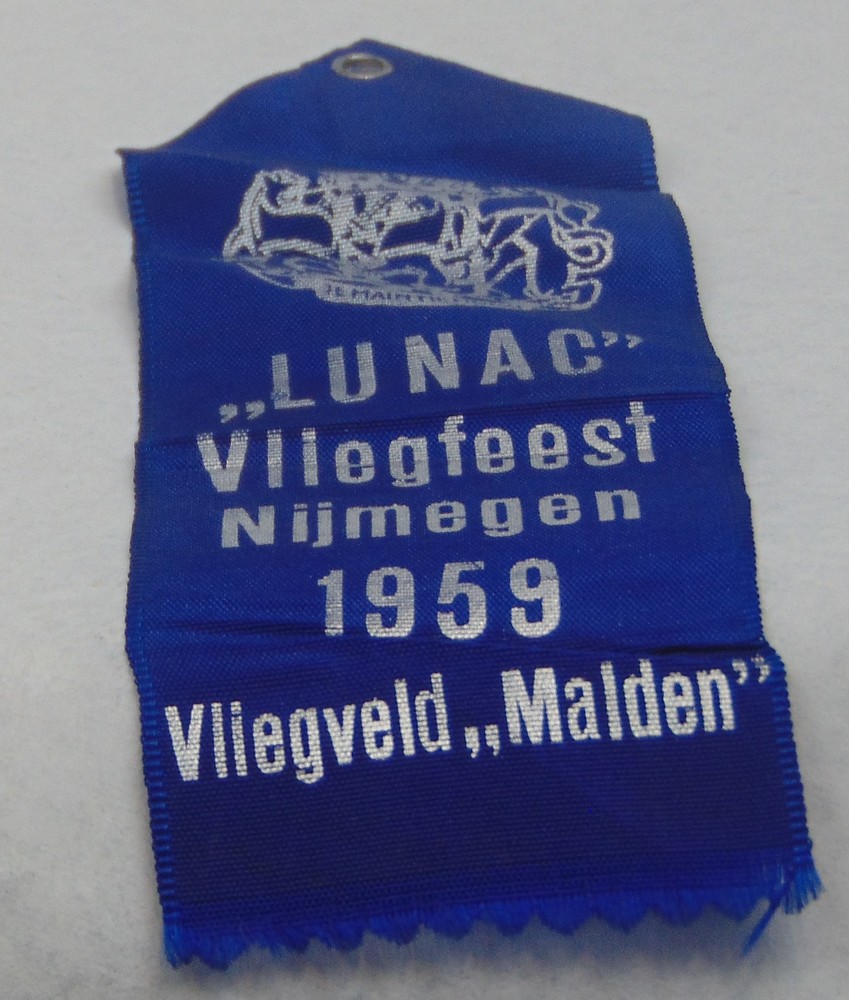 „LUNAC”
Vliegfeest
Nijmegen
1959
Vliegveld „Malden”